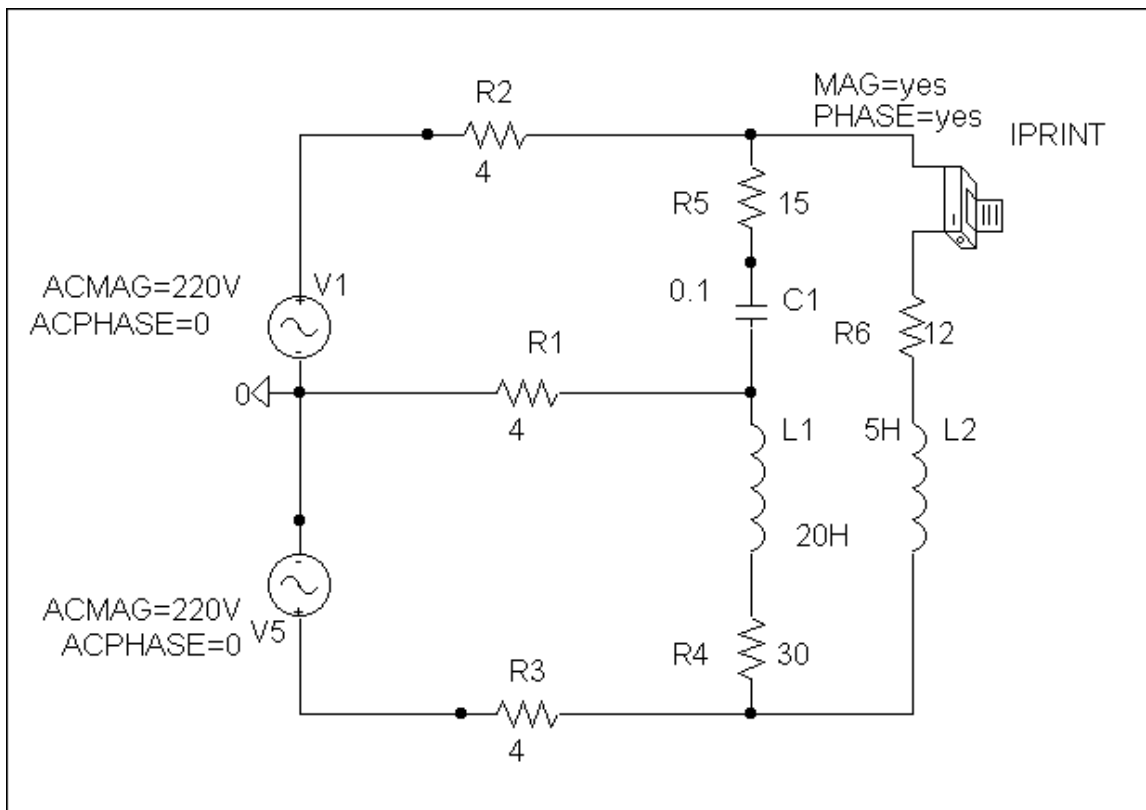 MAG=yes
PHASE=yes
IPRINT
R2
4
R5
15
ACMAG=220V
ACPHASE=0
V1
0.1
C1
R6
12
R1
4
0
L1
5H
L2
20H
ACMAG=220V
ACPHASE=0
V5
R4
30
R3
4